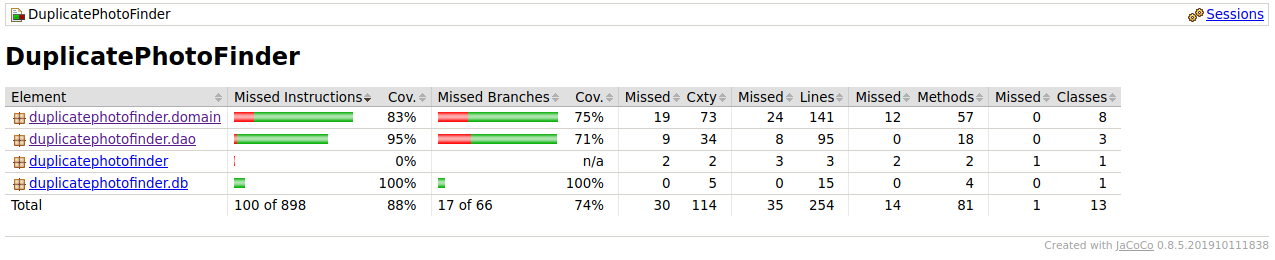 DuplicatePhotoFinder Sessions
DuplicatePhotoFinder
Element Missed Instructions Cov. Missed Branches Cov. Missed Cxty Missed Lines Missed Methods Missed Classes
duplicatephotofinder.domain 83% 75% 19 73 24 141 12 57 0 8
duplicatephotofinder.dao 95% 71% 9 34 8 95 0 18 0 3
duplicatephotofinder 0% n/a 2 2 3 3 2 2 1 1
duplicatephotofinder.db 100% 100% 0 5 0 15 0 4 0 1
Total 100 of 898 88% 17 of 66 74% 30 114 35 254 14 81 1 13
Created with JaCoCo 0.8.5.201910111838